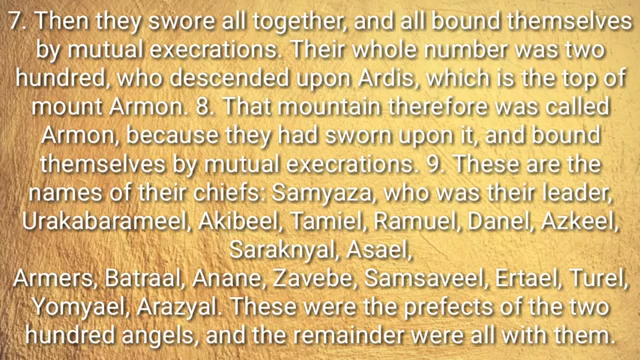 7. Then they swore all together, and all bound themselves
by mutual execrations. Their whole number was two
hundred, who descended upon Ardis, which is the top of
mount Armon. 8. That mountain therefore was called
Armon, because they had sworn upon it, and bound
themselves by mutual execrations. 9. These are the
names of their chiefs: Samyaza, who was their leader,
Urakabarameel, Akibeel, Tamiel, Ramuel, Danel, Azkeel,
Saraknyal, Asael,
Armers, Batraal, Anane, Zavebe, Samsaveel, Ertael, Turel,
Yomyael, Arazyal. These were the prefects of the two
hundred angels, and the remainder were all with them.